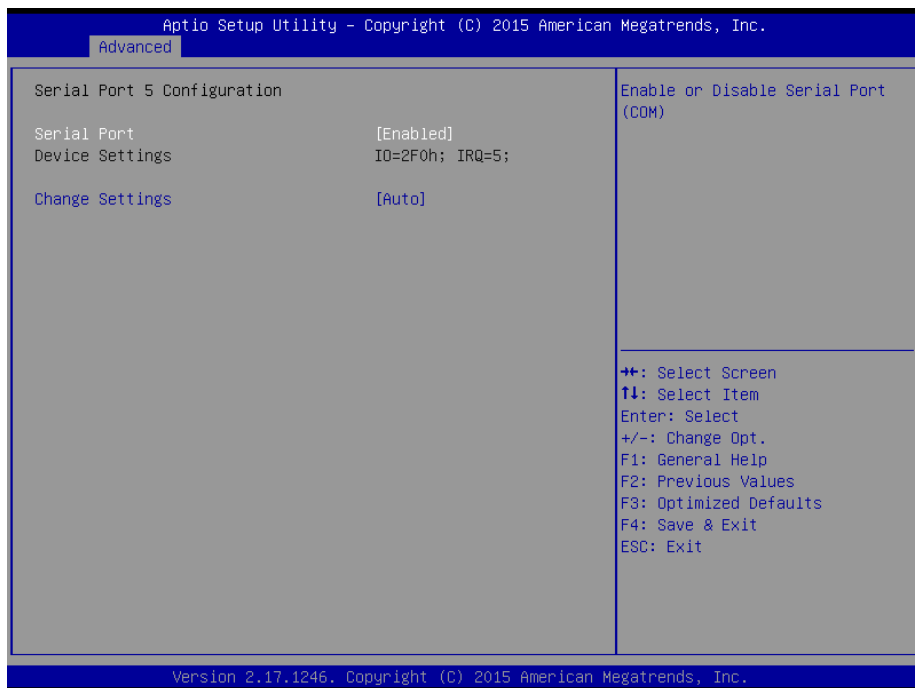 Aptio Setup Utility – Copyright (C) 2015 American Megatrends, Inc.
Advanced
Serial Port 5 Configuration
Serial Port [Enabled]
Device Settings IO=2F0h; IRQ=5;
Change Settings [Auto]
Enable or Disable Serial Port
(COM)
→←: Select Screen
↑↓: Select Item
Enter: Select
+/-: Change Opt.
F1: General Help
F2: Previous Values
F3: Optimized Defaults
F4: Save & Exit
ESC: Exit
Version 2.17.1246. Copyright (C) 2015 American Megatrends, Inc.